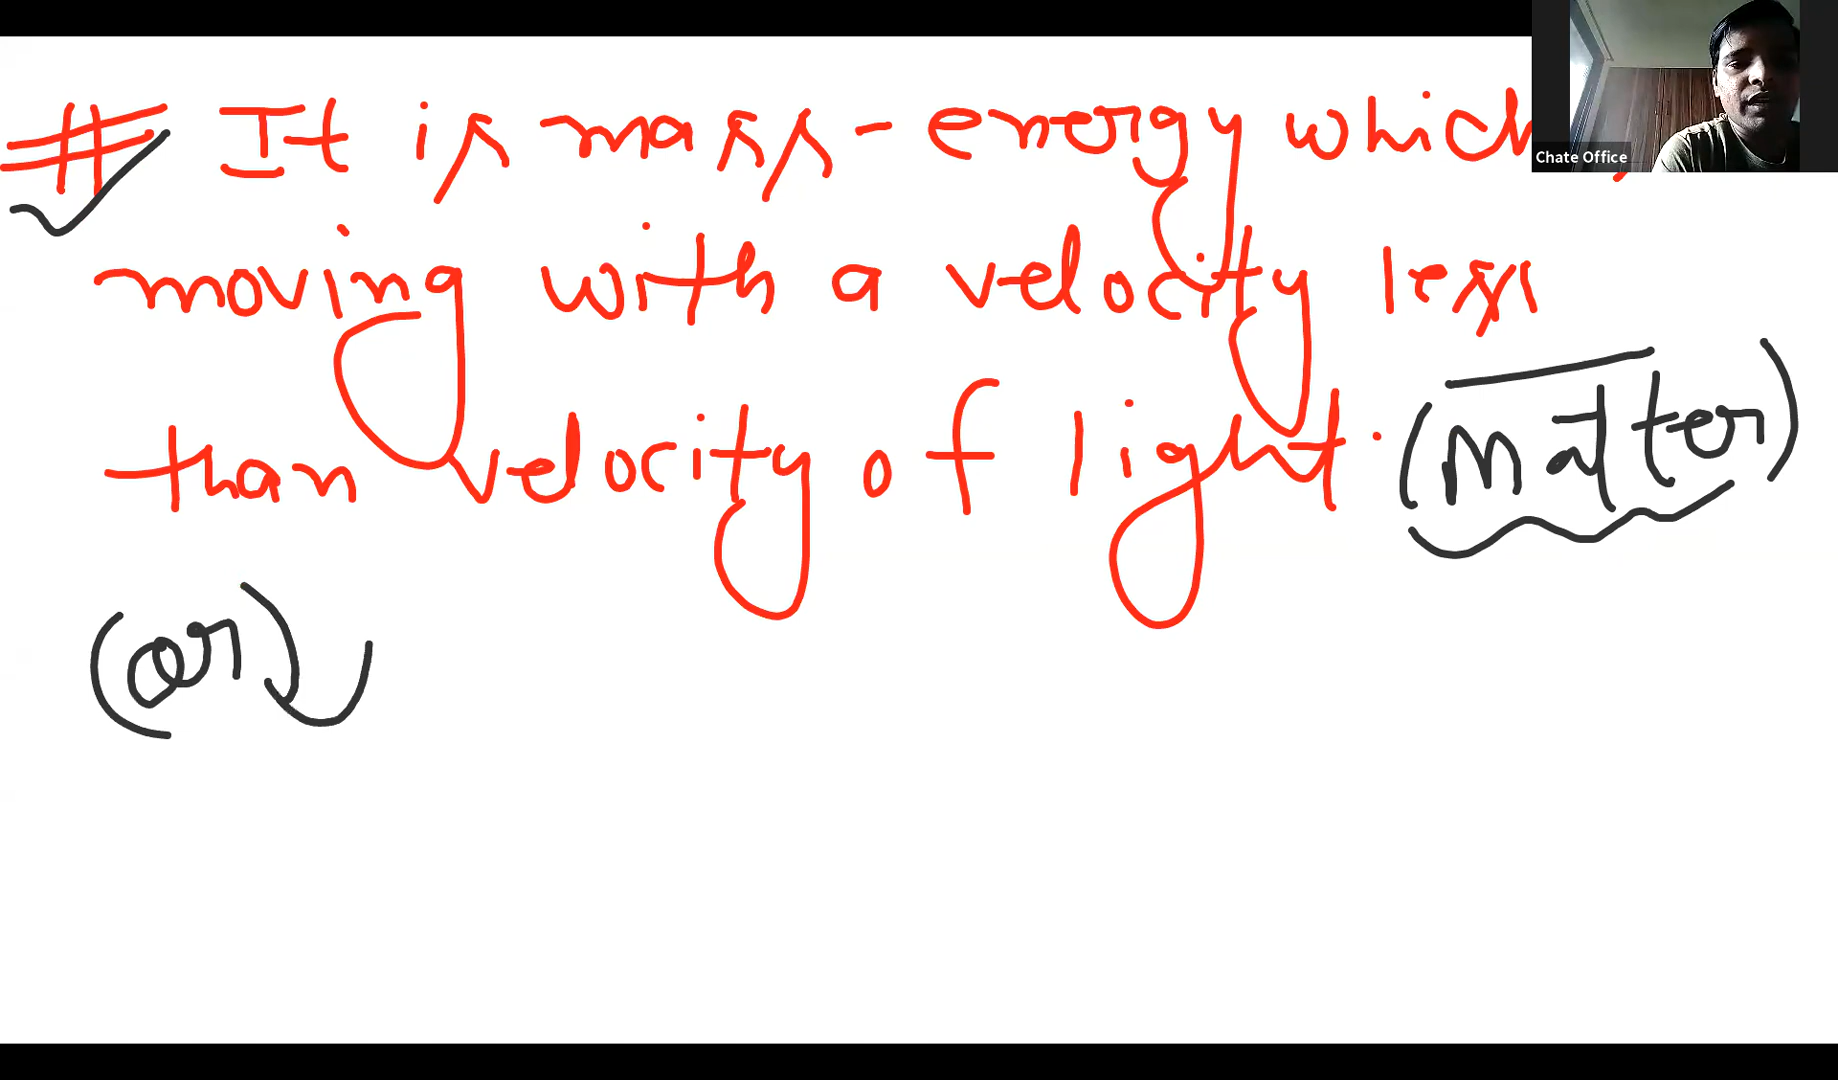 # It is mass-energy which
moving with a velocity less
than velocity of light. (Matter)
(or)
Chate Office